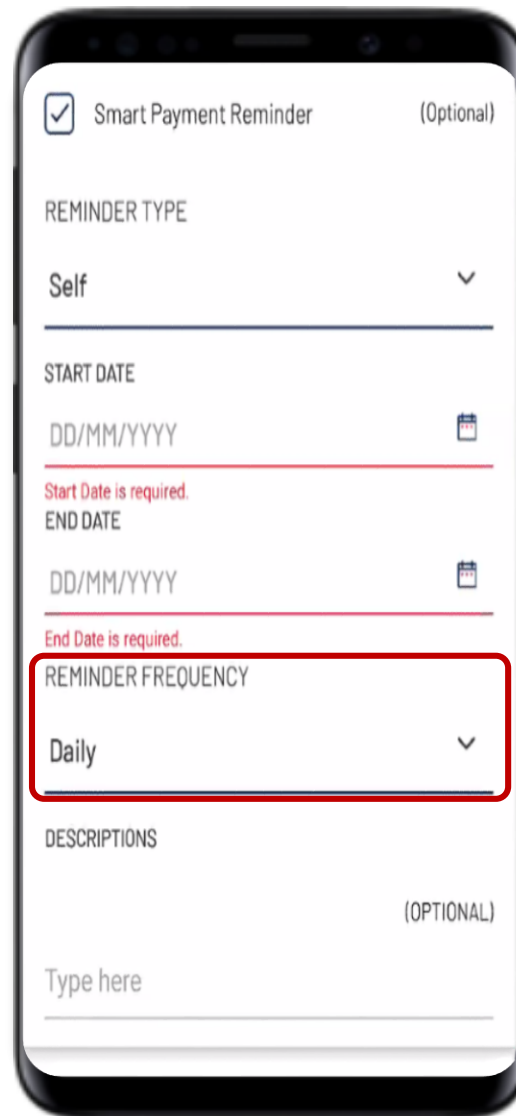 Smart Payment Reminder (Optional)
REMINDER TYPE
Self
START DATE
DD/MM/YYYY
Start Date is required.
END DATE
DD/MM/YYYY
End Date is required.
REMINDER FREQUENCY
Daily
DESCRIPTIONS
(OPTIONAL)
Type here